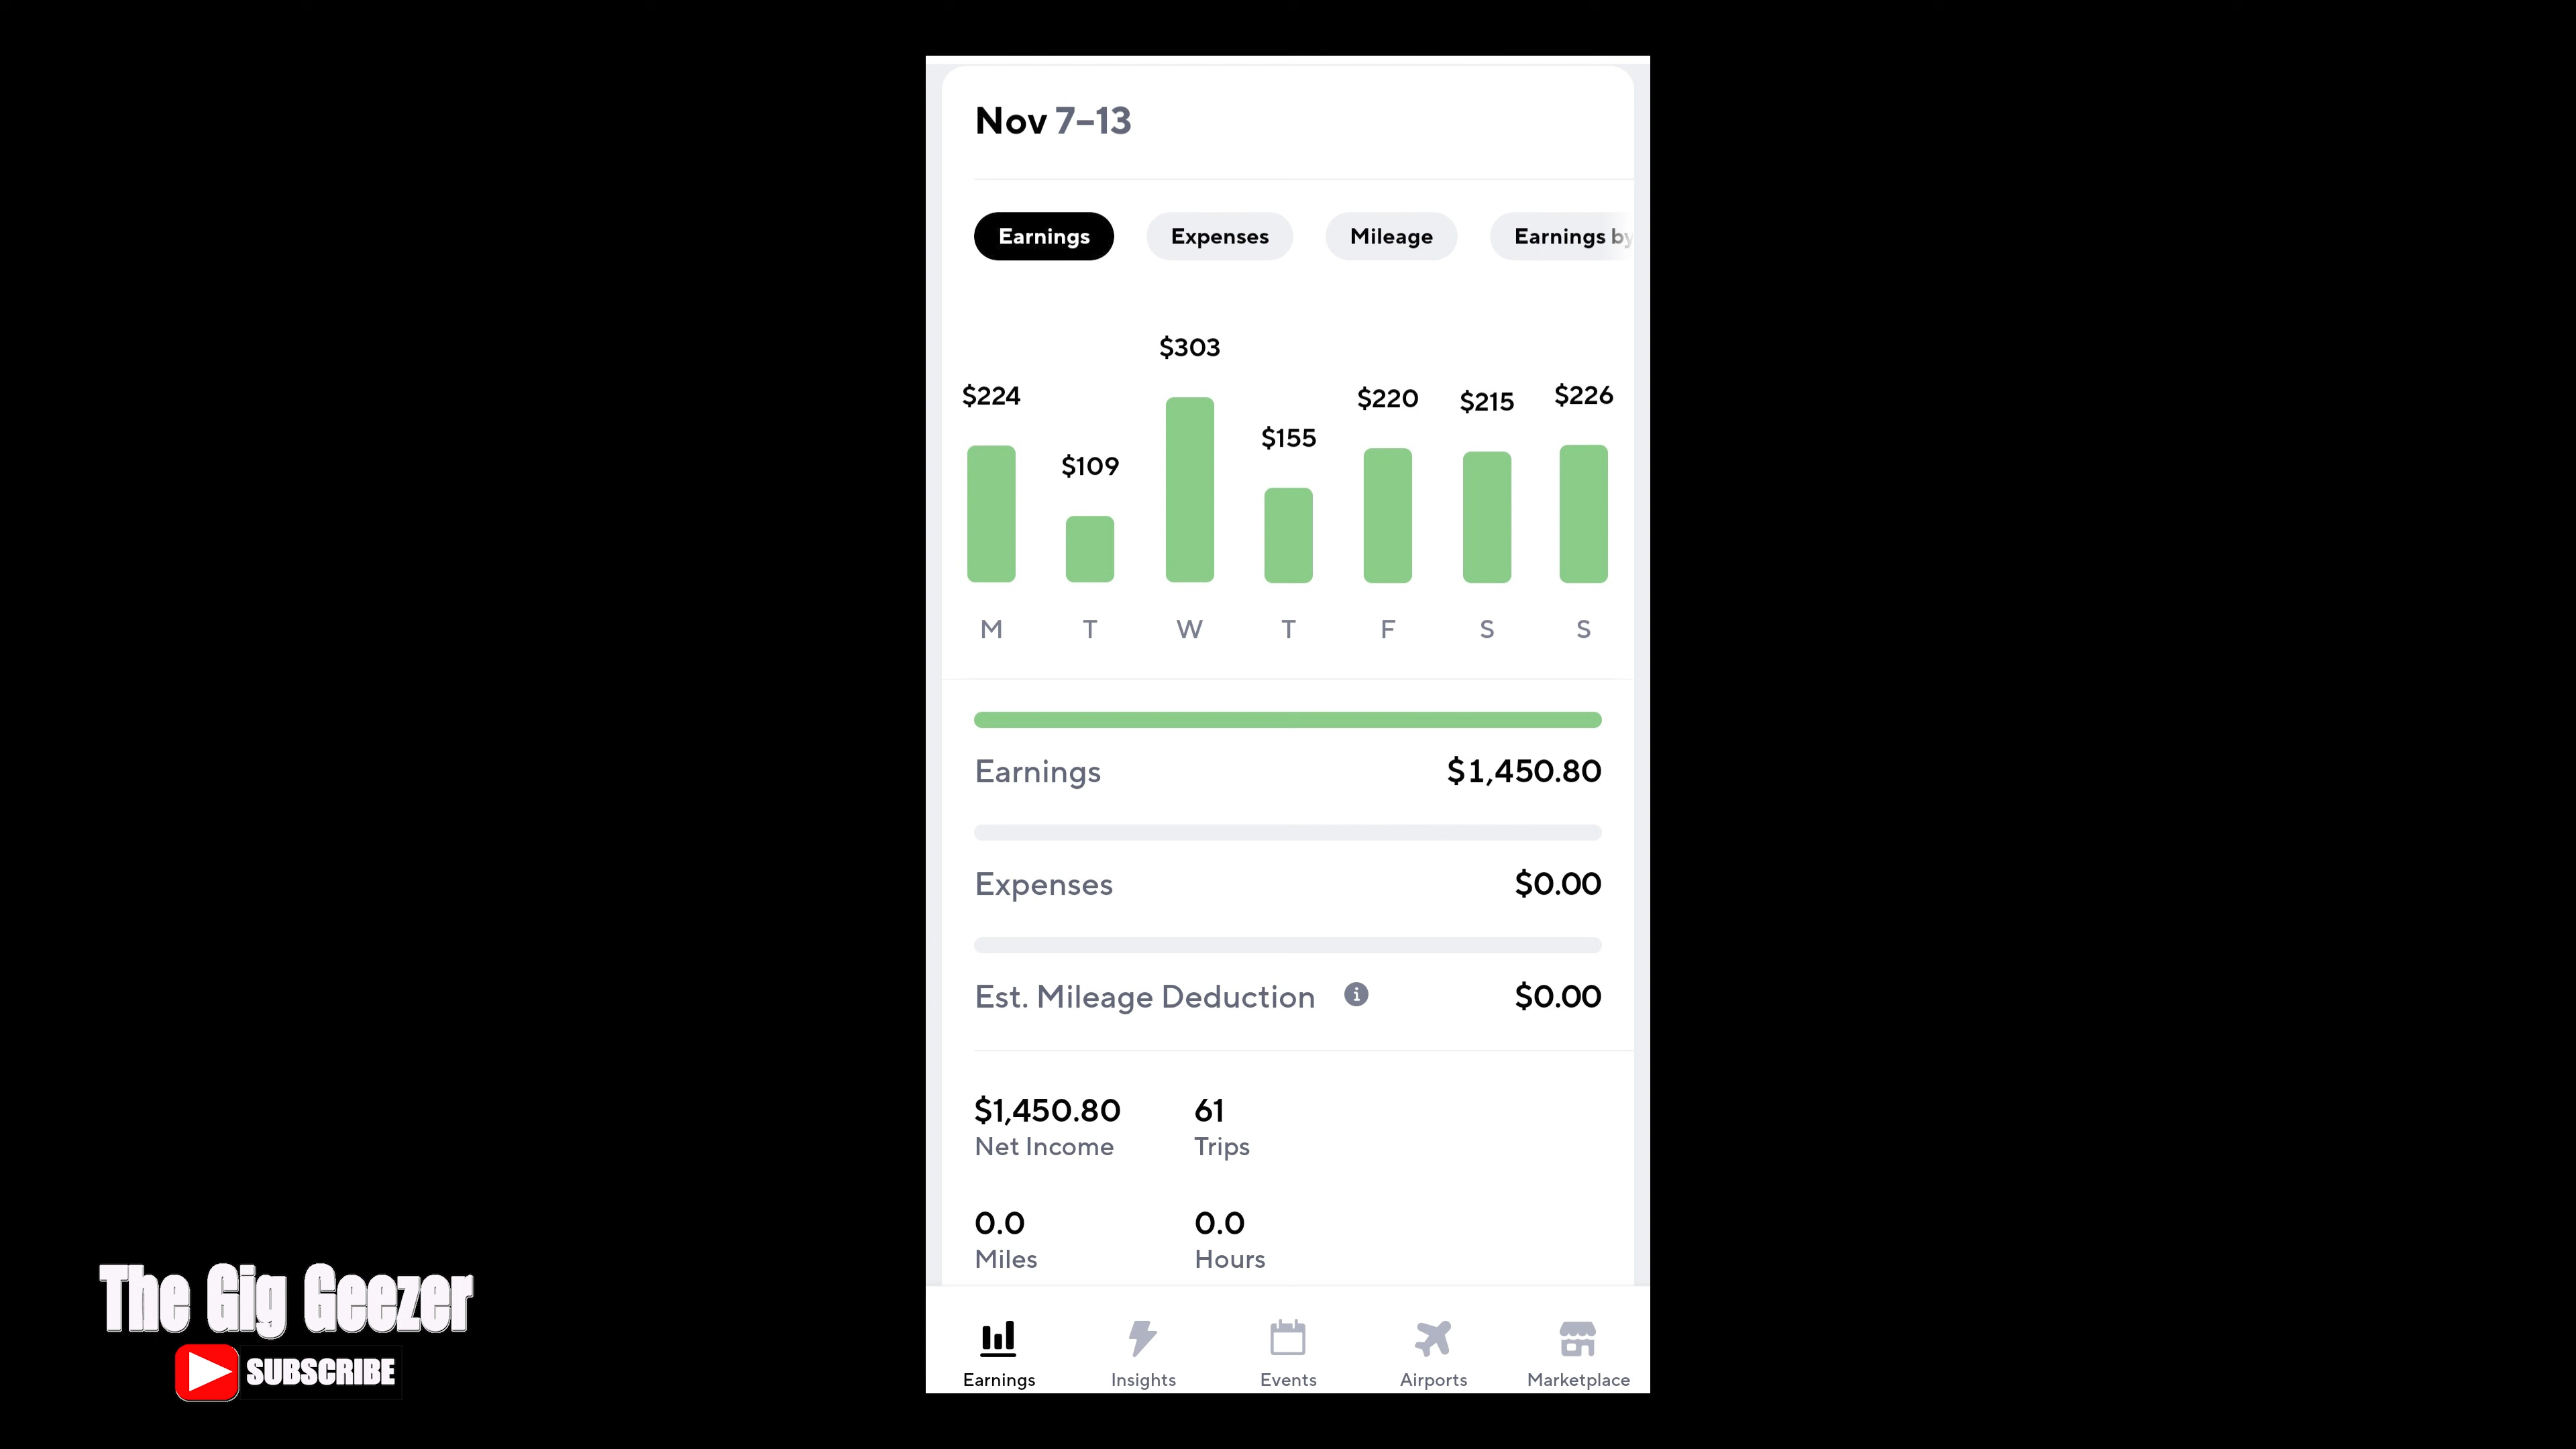 Nov 7–13
Earnings Expenses Mileage Earnings by
$303
$224 $226
$220 $215
$155
$109
M T W T F S S
Earnings $1,450.80
Expenses $0.00
Est. Mileage Deduction i $0.00
$1,450.80 61
Net Income Trips
0.0 0.0
Miles Hours
Earnings Insights Events Airports Marketplace
The Gig Geezer
SUBSCRIBE